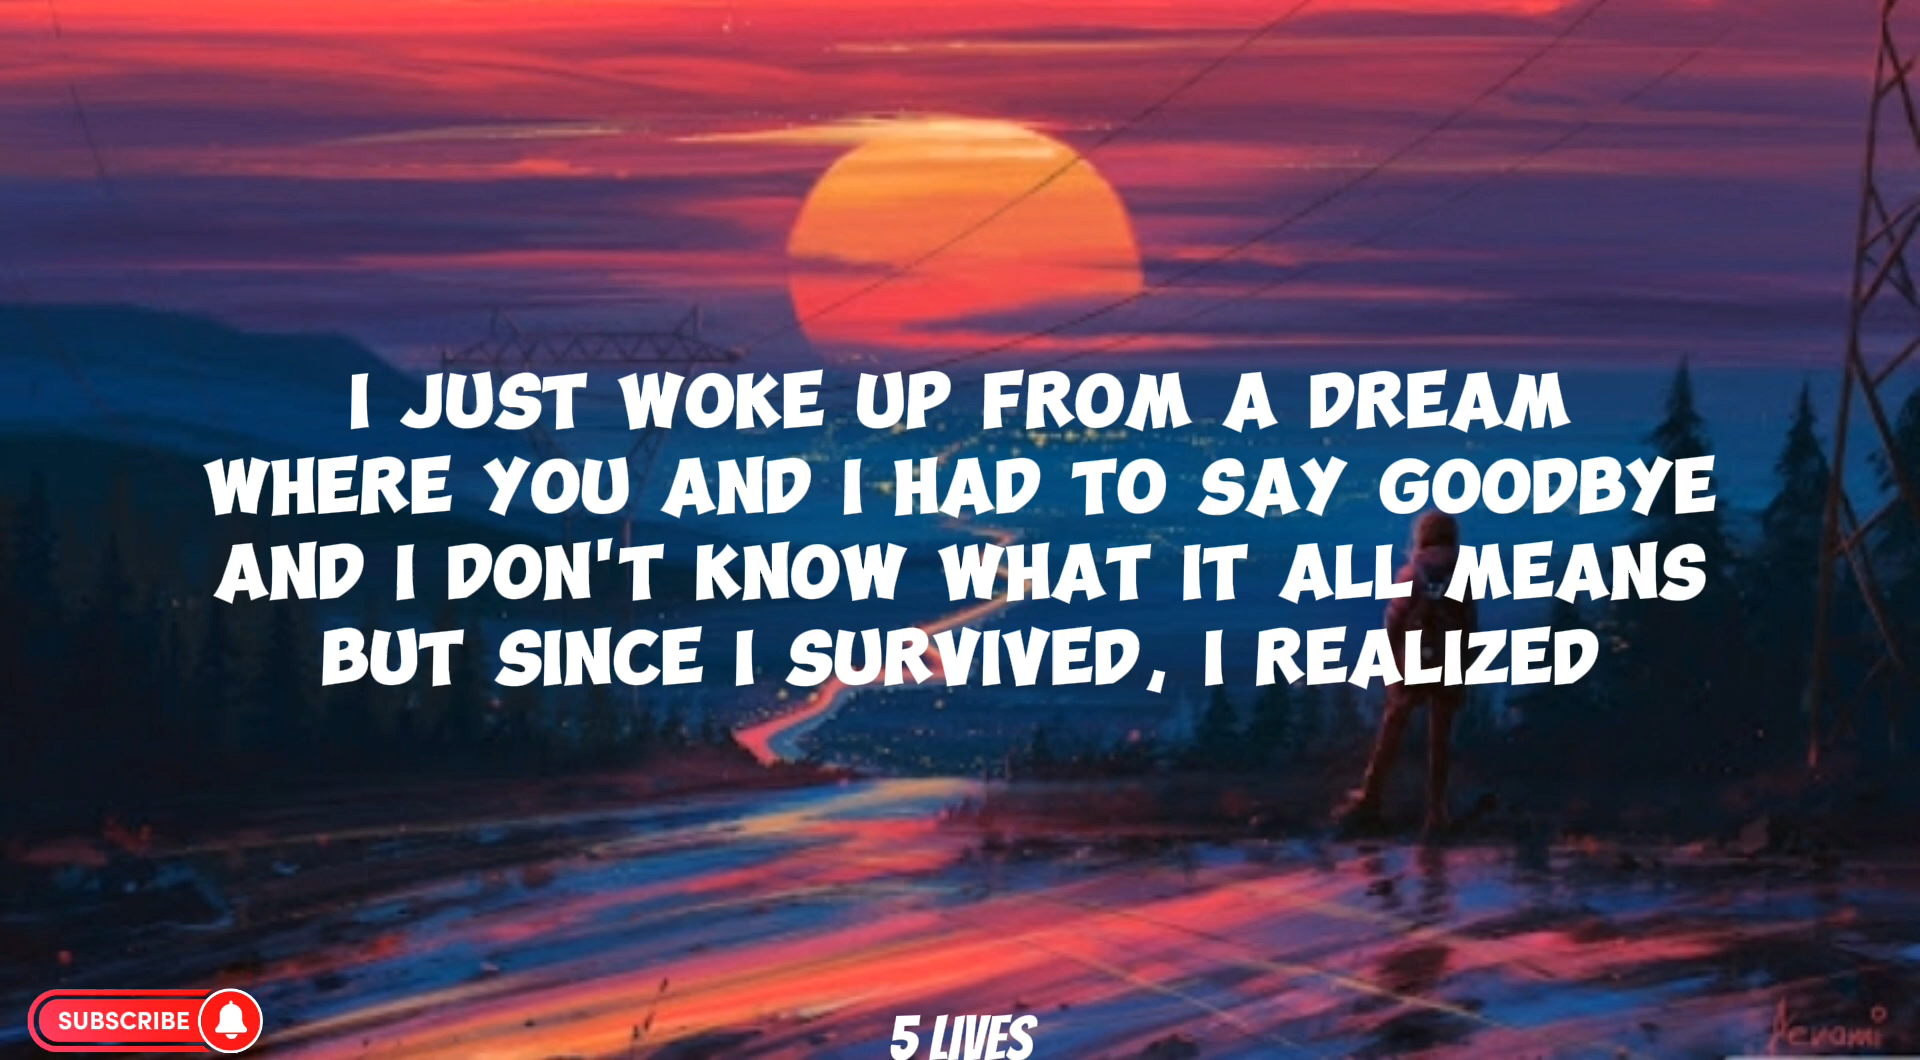 I JUST WOKE UP FROM A DREAM
WHERE YOU AND I HAD TO SAY GOODBYE
AND I DON'T KNOW WHAT IT ALL MEANS
BUT SINCE I SURVIVED, I REALIZED
SUBSCRIBE
5 LIVES
Aenami